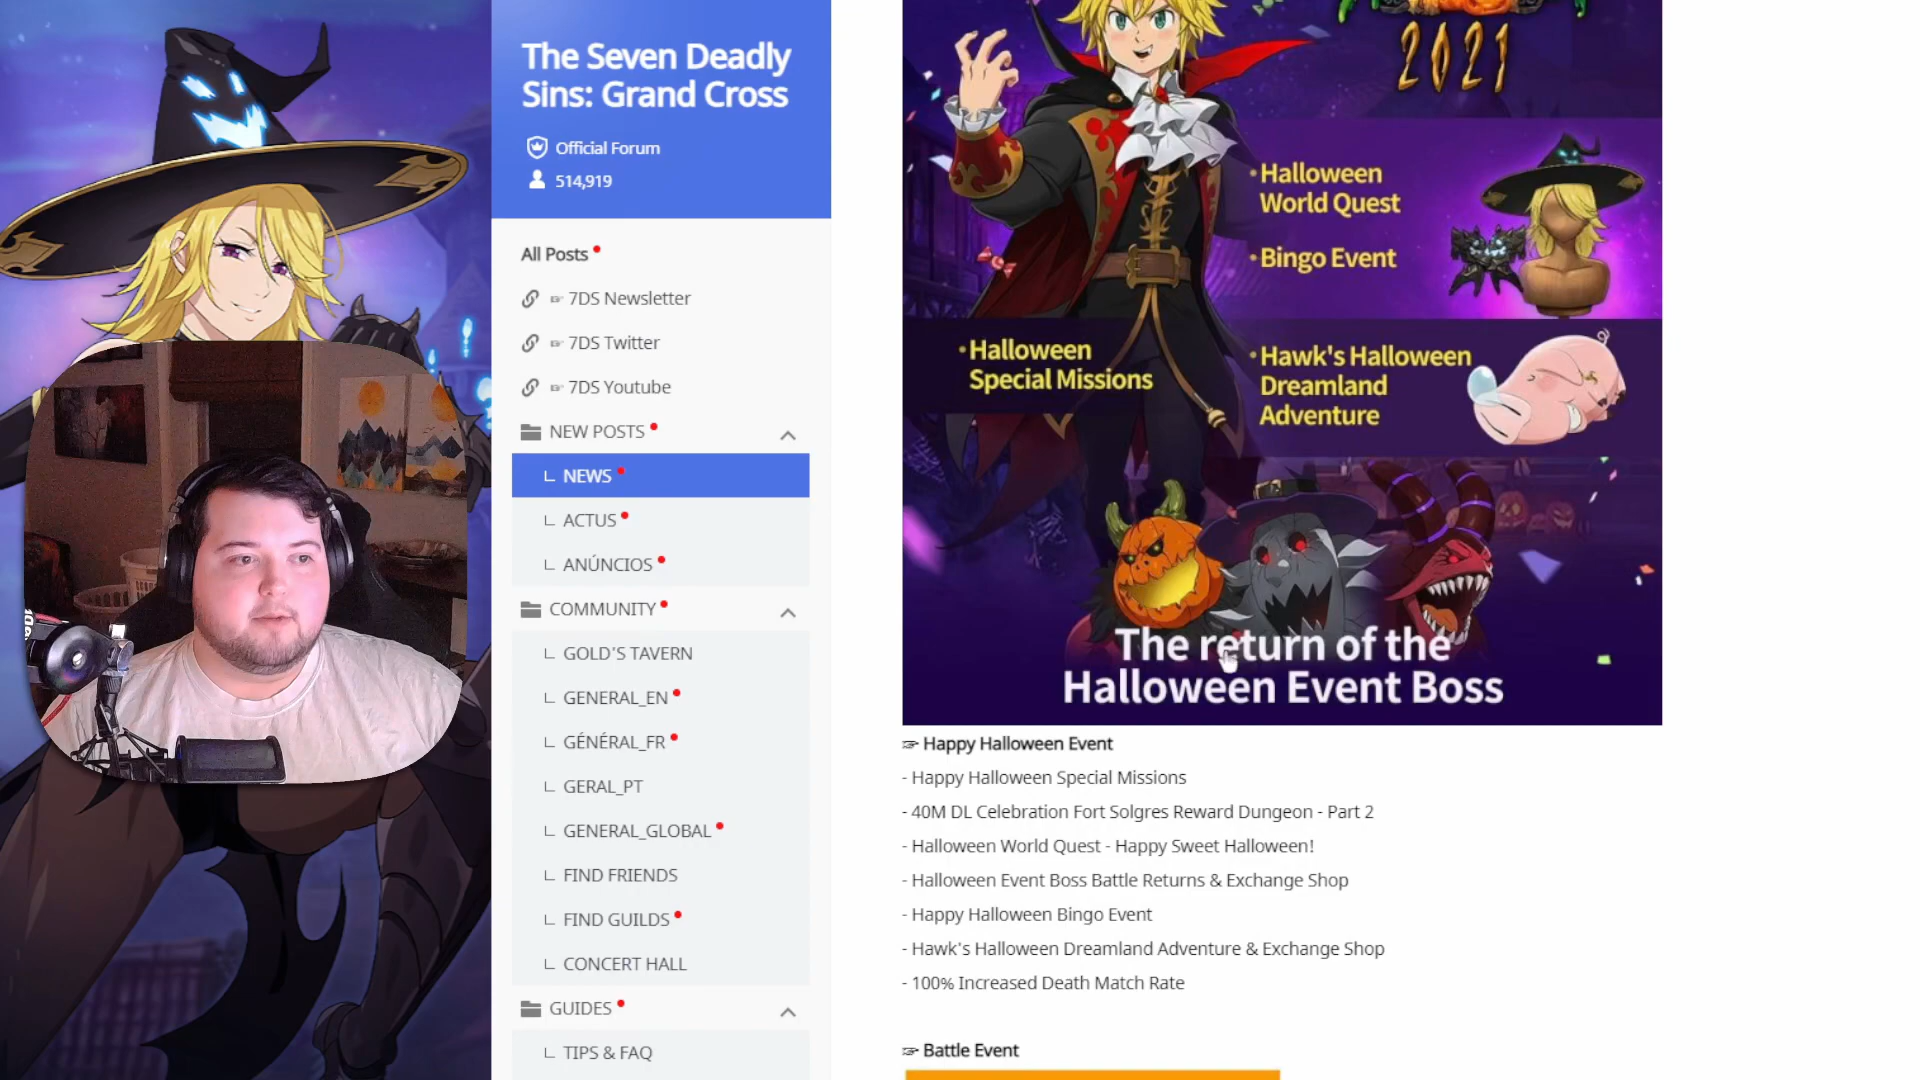 The Seven Deadly
Sins: Grand Cross
Official Forum
514,919
All Posts
☞ 7DS Newsletter
☞ 7DS Twitter
☞ 7DS Youtube
NEW POSTS
NEWS
ACTUS
ANÚNCIOS
COMMUNITY
GOLD'S TAVERN
GENERAL_EN
GÉNÉRAL_FR
GERAL_PT
GENERAL_GLOBAL
FIND FRIENDS
FIND GUILDS
CONCERT HALL
GUIDES
TIPS & FAQ
2021
•Halloween
World Quest
•Bingo Event
•Halloween
Special Missions
•Hawk's Halloween
Dreamland
Adventure
The return of the
Halloween Event Boss
☞ Happy Halloween Event
- Happy Halloween Special Missions
- 40M DL Celebration Fort Solgres Reward Dungeon - Part 2
- Halloween World Quest - Happy Sweet Halloween!
- Halloween Event Boss Battle Returns & Exchange Shop
- Happy Halloween Bingo Event
- Hawk's Halloween Dreamland Adventure & Exchange Shop
- 100% Increased Death Match Rate
☞ Battle Event